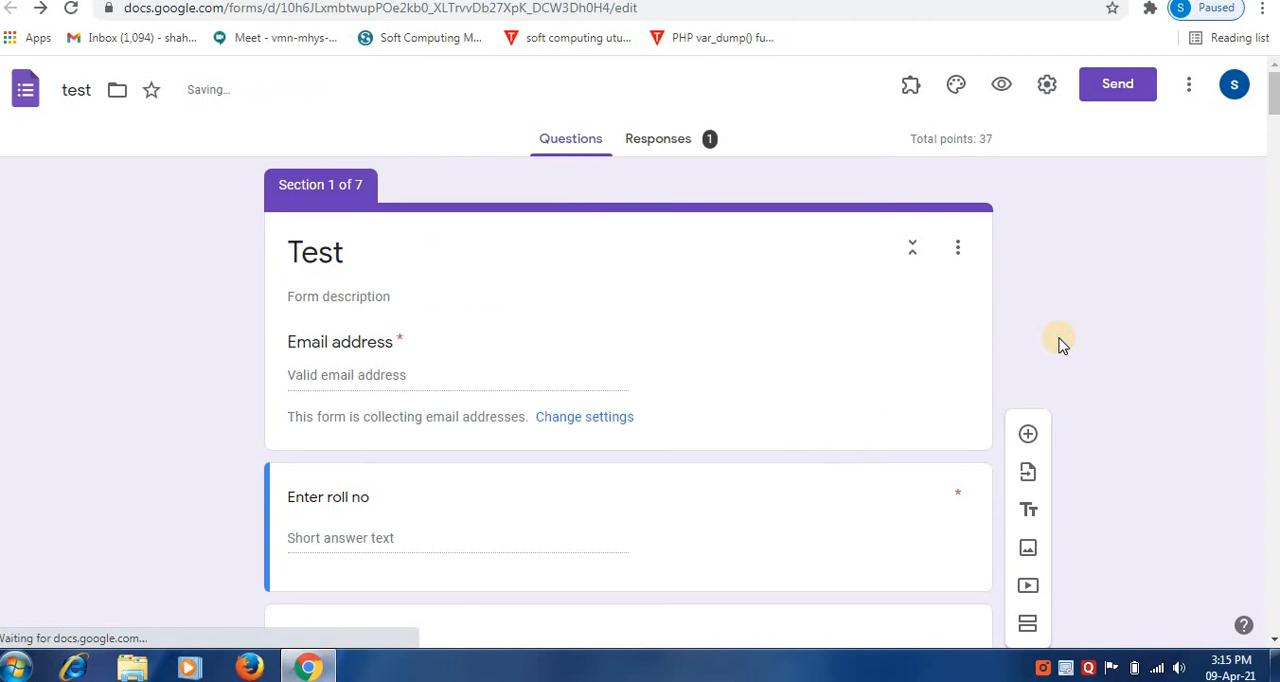 docs.google.com/forms/d/10h6JLxmbtwupPOe2kb0_XLTrvvDb27XpK_DCW3Dh0H4/edit
S Paused
Apps
Inbox (1,094) - shah...
Meet - vmn-mhys-...
Soft Computing M...
soft computing utu...
PHP var_dump() fu...
Reading list
test
Saving...
Send
S
Questions
Responses 1
Total points: 37
Section 1 of 7
Test
Form description
Email address *
Valid email address
This form is collecting email addresses. Change settings
Enter roll no *
Short answer text
Waiting for docs.google.com...
3:15 PM
09-Apr-21